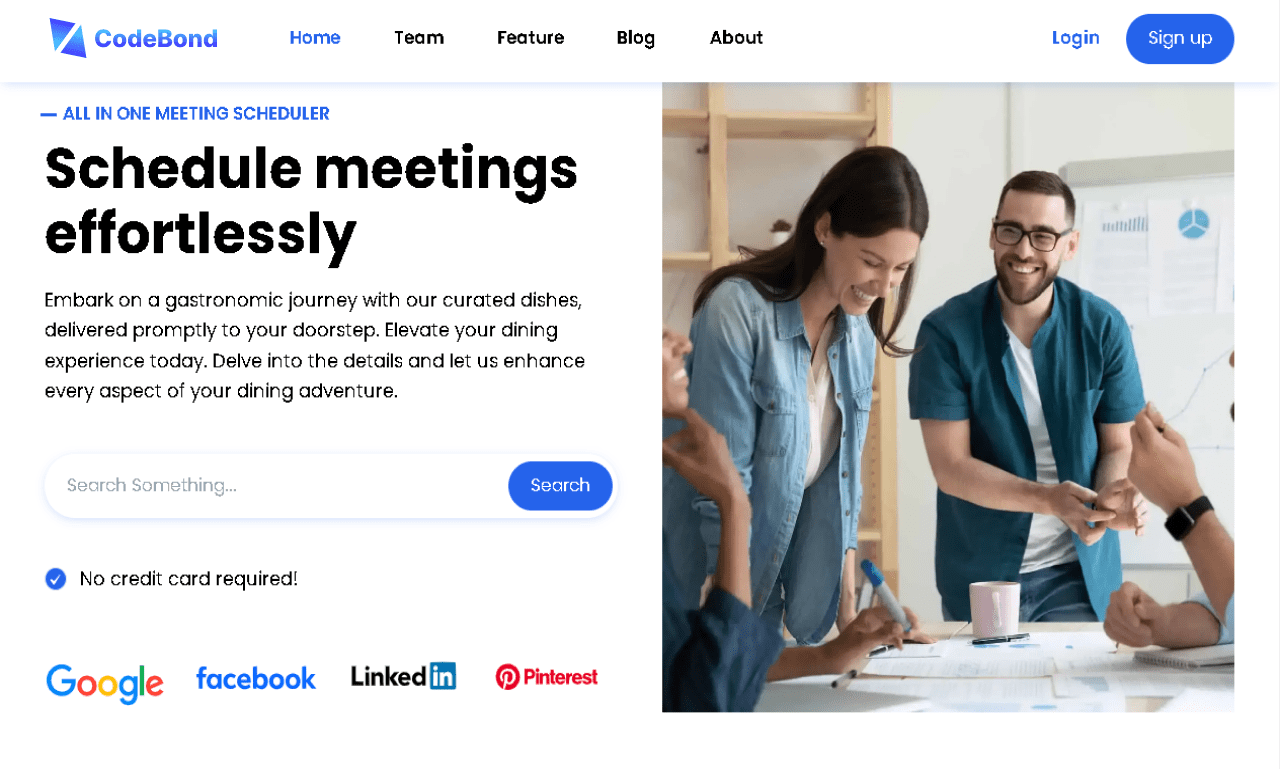 CodeBond
Home Team Feature Blog About
Login Sign up
— ALL IN ONE MEETING SCHEDULER
Schedule meetings
effortlessly
Embark on a gastronomic journey with our curated dishes,
delivered promptly to your doorstep. Elevate your dining
experience today. Delve into the details and let us enhance
every aspect of your dining adventure.
Search Something...
Search
No credit card required!
Google facebook Linked in Pinterest